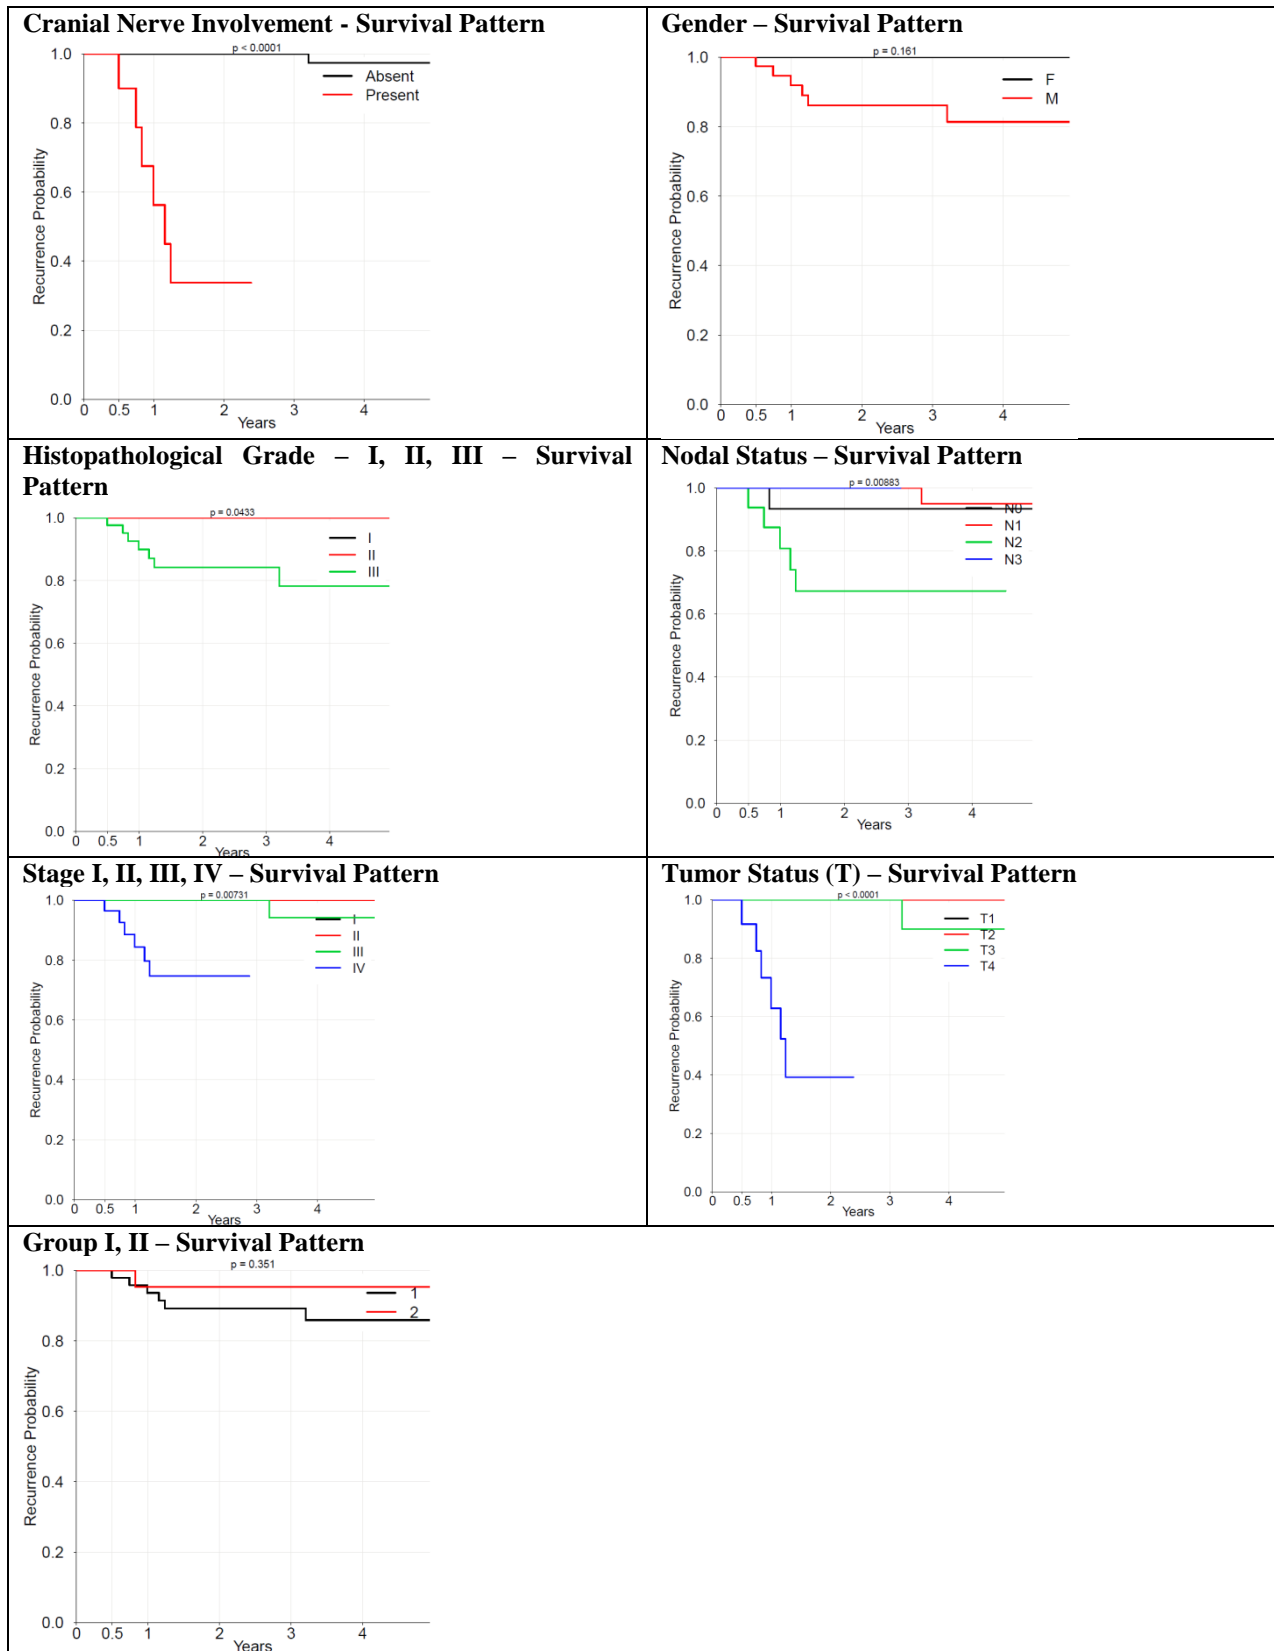 Cranial Nerve Involvement - Survival Pattern
p < 0.0001
1.0
Absent
Present
0.8
0.6
0.4
0.2
0.0
Recurrence Probability
0 0.5 1 2 3 4
Years
Gender – Survival Pattern
p = 0.161
1.0
F
M
0.8
0.6
0.4
0.2
0.0
Recurrence Probability
0 0.5 1 2 3 4
Years
Histopathological Grade – I, II, III – Survival
Pattern
p = 0.0433
1.0
I
II
III
0.8
0.6
0.4
0.2
0.0
Recurrence Probability
0 0.5 1 2 3 4
Years
Nodal Status – Survival Pattern
p = 0.00883
1.0
N0
N1
N2
N3
0.8
0.6
0.4
0.2
0.0
Recurrence Probability
0 0.5 1 2 3 4
Years
Stage I, II, III, IV – Survival Pattern
p = 0.00731
1.0
I
II
III
IV
0.8
0.6
0.4
0.2
0.0
Recurrence Probability
0 0.5 1 2 3 4
Years
Tumor Status (T) – Survival Pattern
p < 0.0001
1.0
T1
T2
T3
T4
0.8
0.6
0.4
0.2
0.0
Recurrence Probability
0 0.5 1 2 3 4
Years
Group I, II – Survival Pattern
p = 0.351
1.0
1
2
0.8
0.6
0.4
0.2
0.0
Recurrence Probability
0 0.5 1 2 3 4
Years